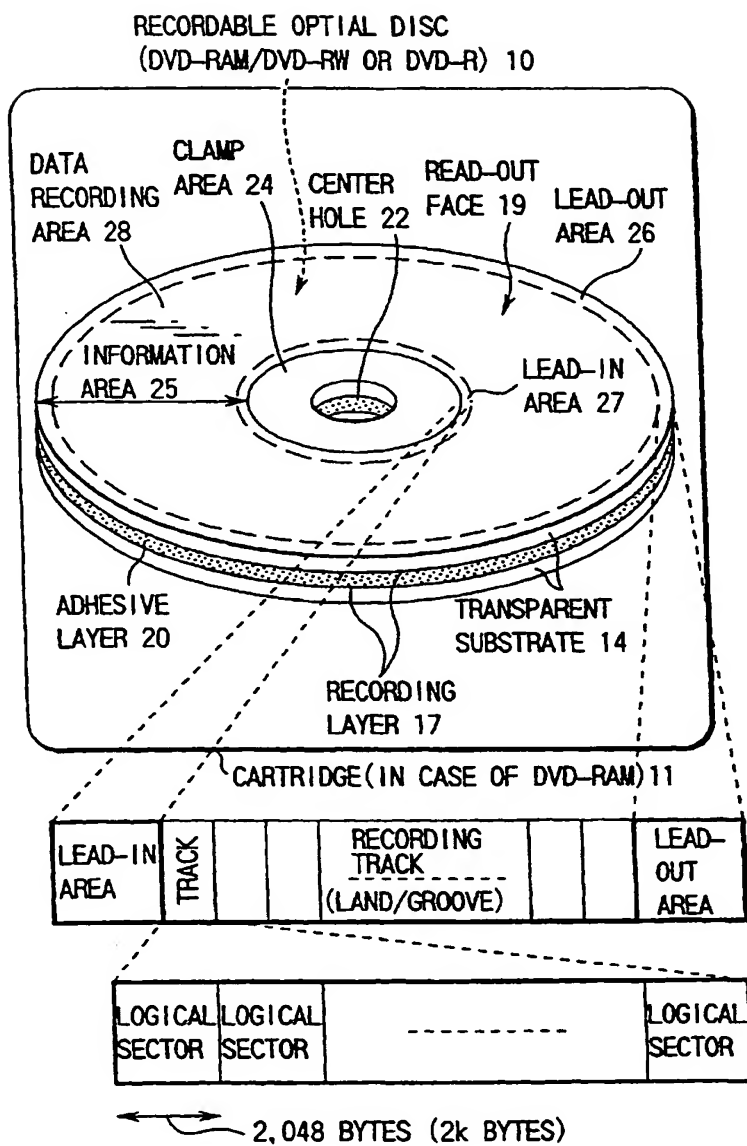 RECORDABLE OPTIAL DISC
(DVD-RAM/DVD-RW OR DVD-R) 10
DATA
RECORDING
AREA 28
CLAMP
AREA 24
CENTER
HOLE 22
READ-OUT
FACE 19
LEAD-OUT
AREA 26
INFORMATION
AREA 25
LEAD-IN
AREA 27
ADHESIVE
LAYER 20
TRANSPARENT
SUBSTRATE 14
RECORDING
LAYER 17
CARTRIDGE(IN CASE OF DVD-RAM)11
LEAD-IN
AREA
TRACK
RECORDING
TRACK
(LAND/GROOVE)
LEAD-
OUT
AREA
LOGICAL
SECTOR
LOGICAL
SECTOR
LOGICAL
SECTOR
2,048 BYTES (2k BYTES)